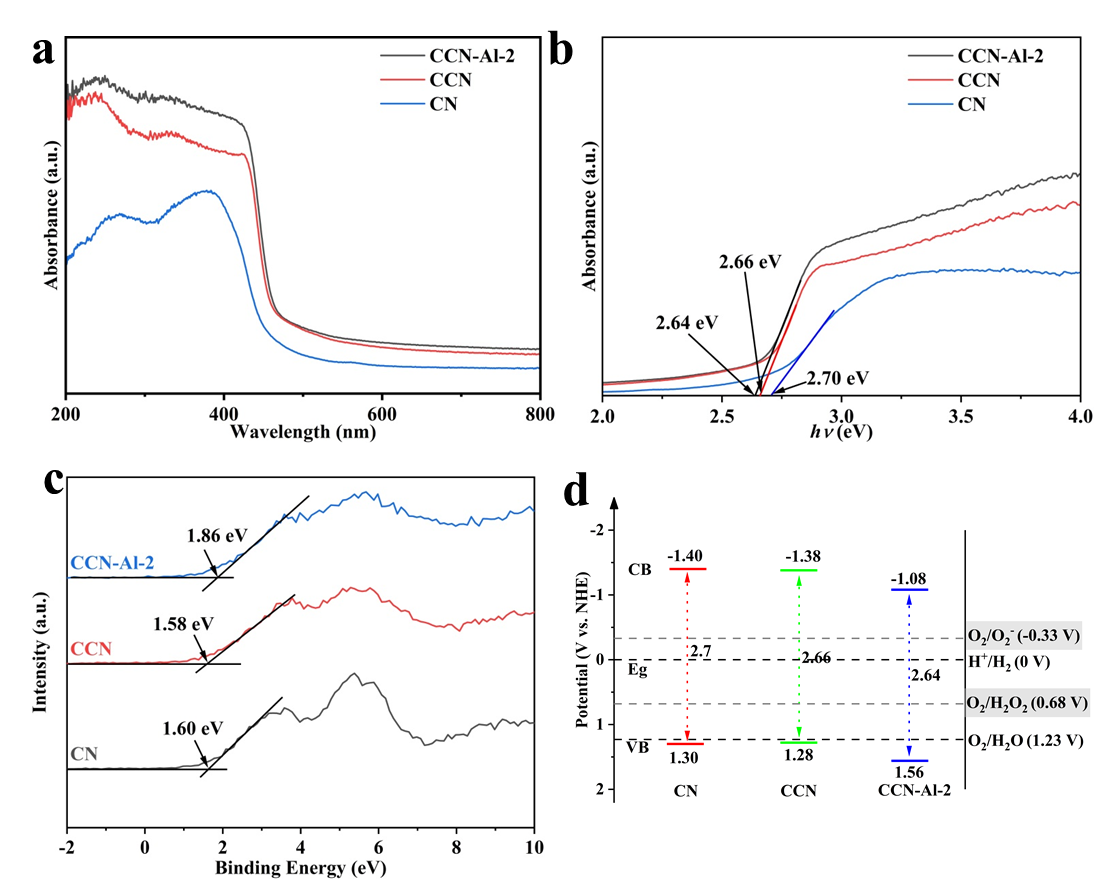 a
CCN-Al-2
CCN
CN
Absorbance (a.u.)
200
400
600
800
Wavelength (nm)
b
CCN-Al-2
CCN
CN
Absorbance (a.u.)
2.66 eV
2.64 eV
2.70 eV
2.0
2.5
3.0
3.5
4.0
hν (eV)
c
1.86 eV
CCN-Al-2
1.58 eV
CCN
1.60 eV
CN
Intensity (a.u.)
-2
0
2
4
6
8
10
Binding Energy (eV)
d
Potential (V vs. NHE)
-2
-1
0
1
2
CB
Eg
VB
-1.40
-1.38
-1.08
2.7
2.66
2.64
1.30
1.28
1.56
CN
CCN
CCN-Al-2
O₂/O₂⁻ (-0.33 V)
H⁺/H₂ (0 V)
O₂/H₂O₂ (0.68 V)
O₂/H₂O (1.23 V)